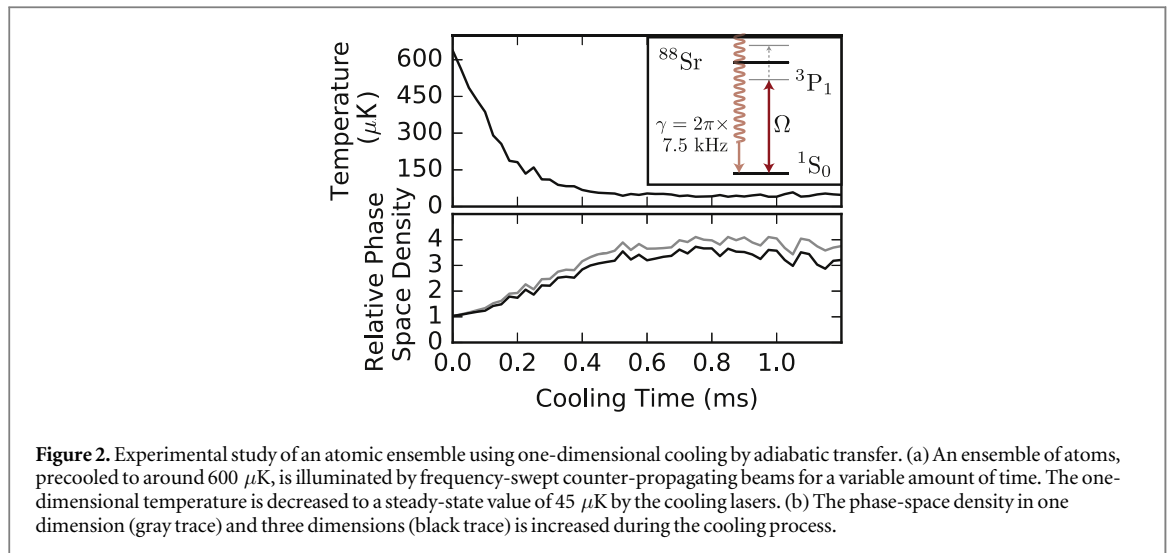 Temperature
(μK)
600
450
300
150
0
⁸⁸Sr
³P₁
γ = 2π×
7.5 kHz
Ω
¹S₀
Relative Phase
Space Density
4
3
2
1
0
0.0 0.2 0.4 0.6 0.8 1.0
Cooling Time (ms)
Figure 2. Experimental study of an atomic ensemble using one-dimensional cooling by adiabatic transfer. (a) An ensemble of atoms,
precooled to around 600 μK, is illuminated by frequency-swept counter-propagating beams for a variable amount of time. The one-
dimensional temperature is decreased to a steady-state value of 45 μK by the cooling lasers. (b) The phase-space density in one
dimension (gray trace) and three dimensions (black trace) is increased during the cooling process.